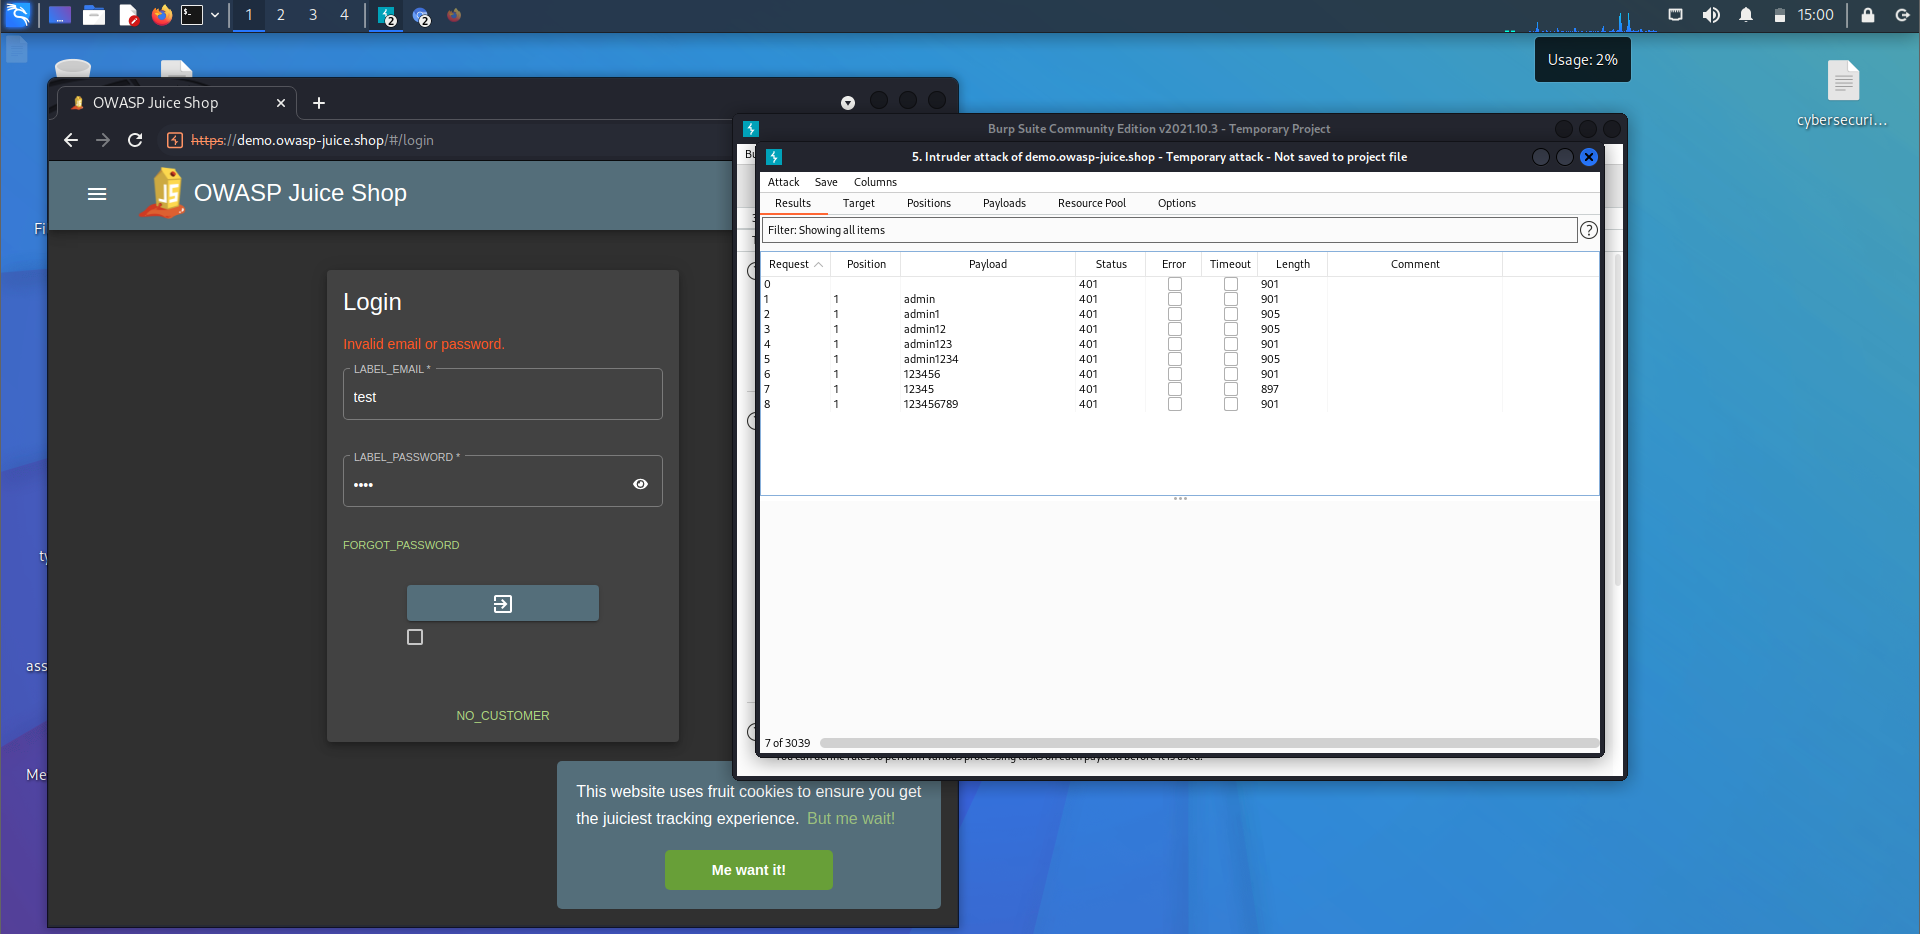 1 2 3 4 2 2 15:00
Usage: 2%
cybersecuri...
OWASP Juice Shop
https://demo.owasp-juice.shop/#/login
OWASP Juice Shop
Login
Invalid email or password.
LABEL_EMAIL *
test
LABEL_PASSWORD *
••••
FORGOT_PASSWORD
NO_CUSTOMER
This website uses fruit cookies to ensure you get
the juiciest tracking experience. But me wait!
Me want it!
Fi
ty
ass
Me
Burp Suite Community Edition v2021.10.3 - Temporary Project
Bu
5. Intruder attack of demo.owasp-juice.shop - Temporary attack - Not saved to project file
Attack Save Columns
Results Target Positions Payloads Resource Pool Options
Filter: Showing all items ?
Request Position Payload Status Error Timeout Length Comment
0 401 901
1 1 admin 401 901
2 1 admin1 401 905
3 1 admin12 401 905
4 1 admin123 401 901
5 1 admin1234 401 905
6 1 123456 401 901
7 1 12345 401 897
8 1 123456789 401 901
7 of 3039
You can define rules to perform various processing tasks on each payload before it is used.